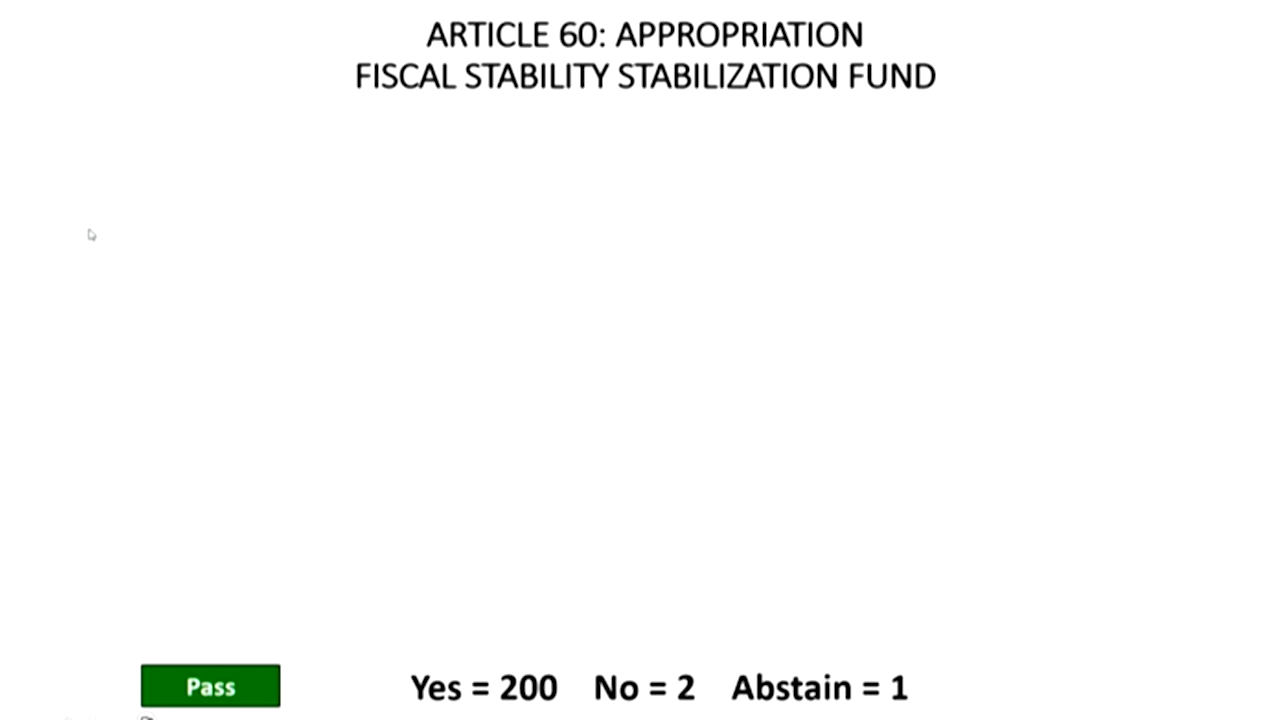 ARTICLE 60: APPROPRIATION
FISCAL STABILITY STABILIZATION FUND
Pass
Yes = 200 No = 2 Abstain = 1